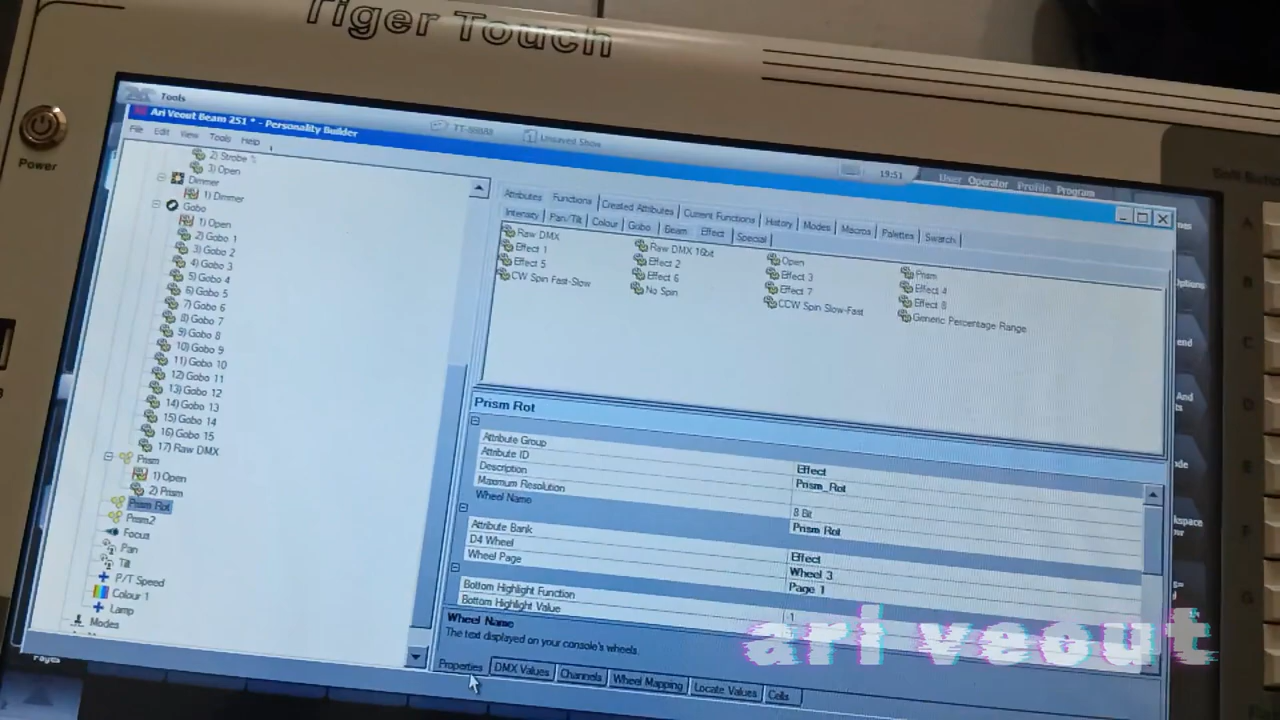 Tiger Touch
Power
Tools
Ari Veout Beam 251 * - Personality Builder
File Edit View Tools Help
Unsaved Show
19:51
User Operator Profile Program
2) Strobe %
3) Open
Dimmer
1) Dimmer
Gobo
1) Open
2) Gobo 1
3) Gobo 2
4) Gobo 3
5) Gobo 4
6) Gobo 5
7) Gobo 6
8) Gobo 7
9) Gobo 8
10) Gobo 9
11) Gobo 10
12) Gobo 11
13) Gobo 12
14) Gobo 13
15) Gobo 14
16) Gobo 15
17) Raw DMX
Prism
1) Open
2) Prism
Prism Rot
Prism2
Focus
Pan
Tilt
P/T Speed
Colour 1
Lamp
Modes
Attributes Functions Created Attributes Current Functions History Modes Macros Palettes Swatch
Intensity Pan/Tilt Colour Gobo Beam Effect Special
Raw DMX Raw DMX 16bit Open Prism
Effect 1 Effect 2 Effect 3 Effect 4
Effect 5 Effect 6 Effect 7 Effect 8
CW Spin Fast-Slow No Spin CCW Spin Slow-Fast Generic Percentage Range
Prism Rot
Attribute Group Effect
Attribute ID Prism_Rot
Description
Maximum Resolution 8 Bit
Wheel Name Prism Rot
Attribute Bank Effect
D4 Wheel Wheel 3
Wheel Page Page 1
Bottom Highlight Function 1
Bottom Highlight Value
Wheel Name
The text displayed on your console's wheels.
Properties DMX Values Channels Wheel Mapping Locate Values Cells
ari veout